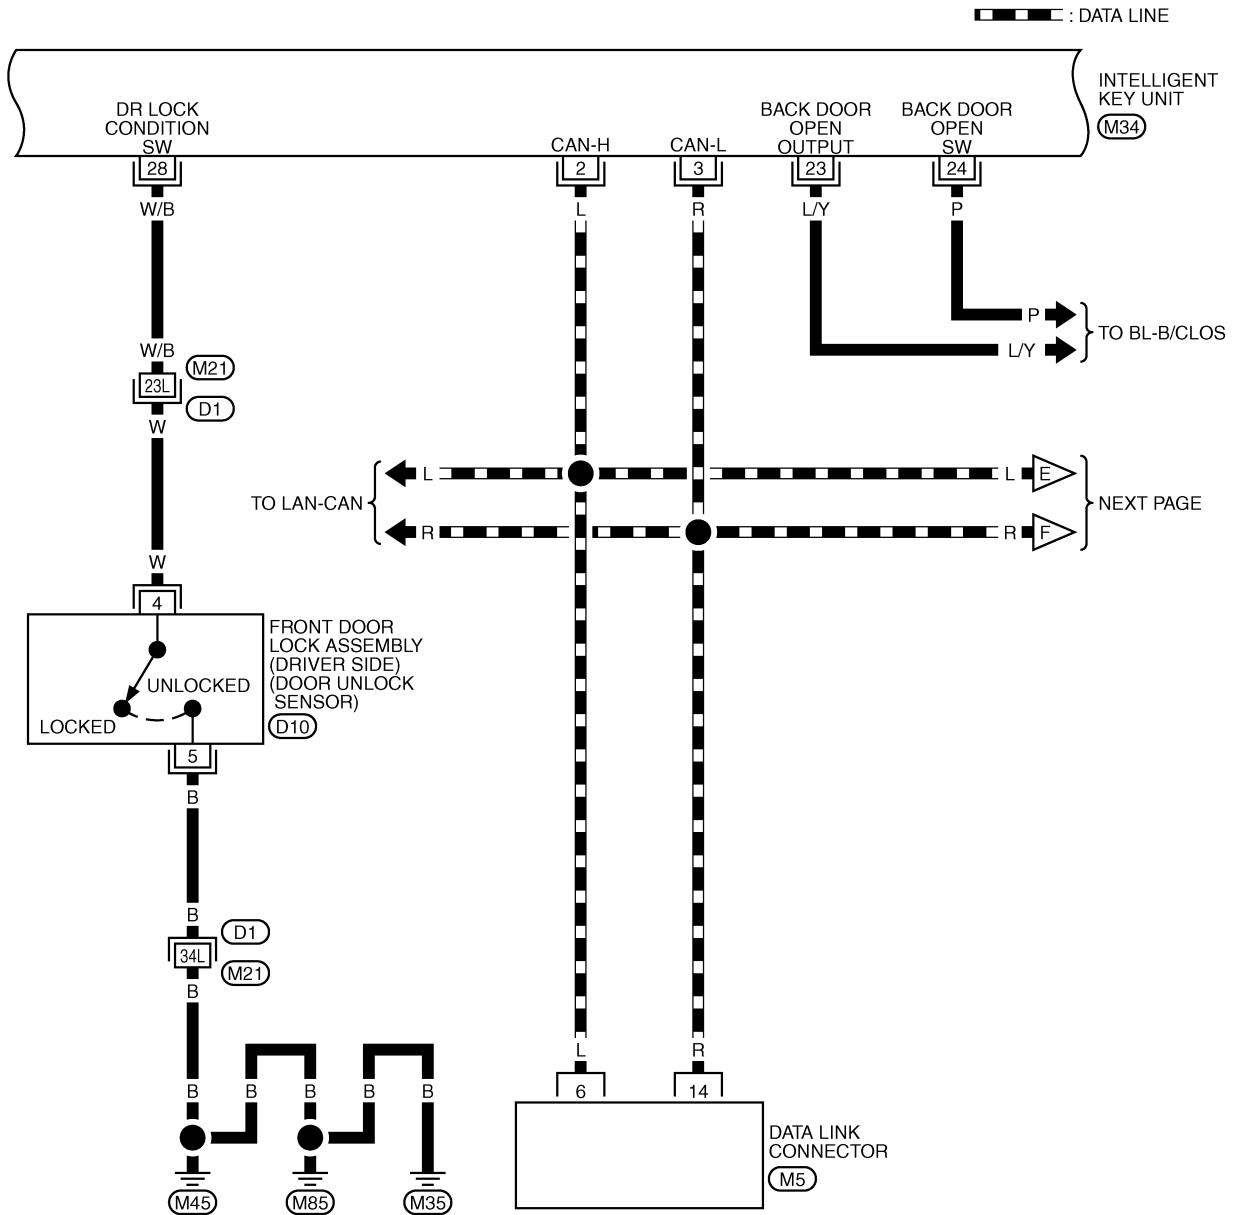 : DATA LINE
INTELLIGENT
KEY UNIT
M34
DR LOCK
CONDITION
SW
CAN-H
CAN-L
BACK DOOR
OPEN
OUTPUT
BACK DOOR
OPEN
SW
28
2
3
23
24
W/B
L
R
L/Y
P
P
L/Y
TO BL-B/CLOS
W/B
M21
23L
D1
W
TO LAN-CAN
L
L
E
R
R
F
NEXT PAGE
W
4
FRONT DOOR
LOCK ASSEMBLY
(DRIVER SIDE)
(DOOR UNLOCK
SENSOR)
D10
UNLOCKED
LOCKED
5
B
B
D1
34L
M21
B
L
R
B
B
B
B
B
6
14
DATA LINK
CONNECTOR
M5
M45
M85
M35